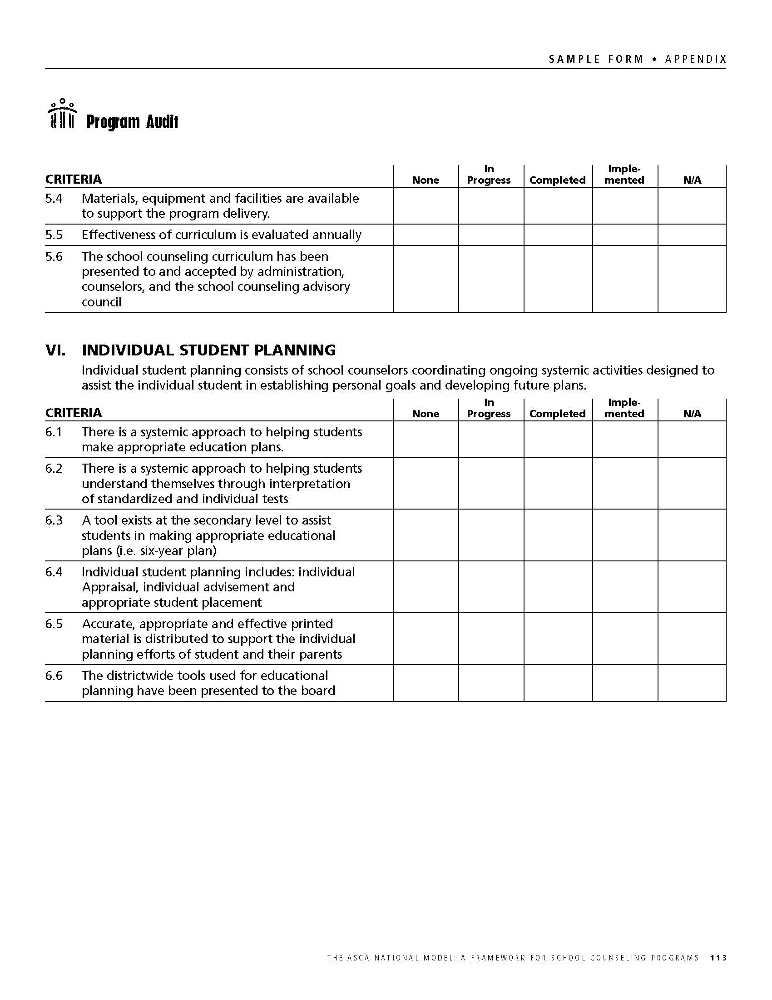 SAMPLE FORM • APPENDIX
Program Audit
CRITERIA None In Progress Completed Imple-mented N/A
5.4 Materials, equipment and facilities are available
to support the program delivery.
5.5 Effectiveness of curriculum is evaluated annually
5.6 The school counseling curriculum has been
presented to and accepted by administration,
counselors, and the school counseling advisory
council
VI. INDIVIDUAL STUDENT PLANNING
Individual student planning consists of school counselors coordinating ongoing systemic activities designed to
assist the individual student in establishing personal goals and developing future plans.
CRITERIA None In Progress Completed Imple-mented N/A
6.1 There is a systemic approach to helping students
make appropriate education plans.
6.2 There is a systemic approach to helping students
understand themselves through interpretation
of standardized and individual tests
6.3 A tool exists at the secondary level to assist
students in making appropriate educational
plans (i.e. six-year plan)
6.4 Individual student planning includes: individual
Appraisal, individual advisement and
appropriate student placement
6.5 Accurate, appropriate and effective printed
material is distributed to support the individual
planning efforts of student and their parents
6.6 The districtwide tools used for educational
planning have been presented to the board
THE ASCA NATIONAL MODEL: A FRAMEWORK FOR SCHOOL COUNSELING PROGRAMS 113